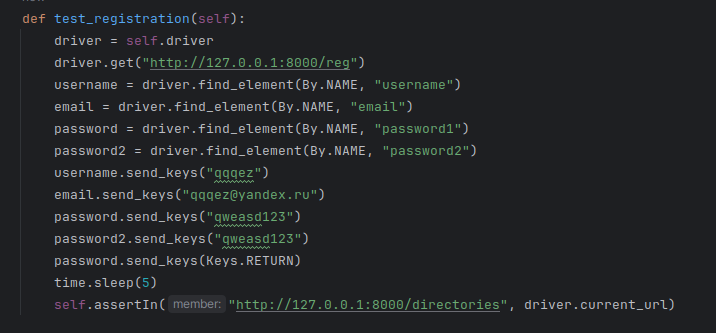 def test_registration(self):
driver = self.driver
driver.get("http://127.0.0.1:8000/reg")
username = driver.find_element(By.NAME, "username")
email = driver.find_element(By.NAME, "email")
password = driver.find_element(By.NAME, "password1")
password2 = driver.find_element(By.NAME, "password2")
username.send_keys("qqqez")
email.send_keys("qqqez@yandex.ru")
password.send_keys("qweasd123")
password2.send_keys("qweasd123")
password.send_keys(Keys.RETURN)
time.sleep(5)
self.assertIn( member: "http://127.0.0.1:8000/directories", driver.current_url)